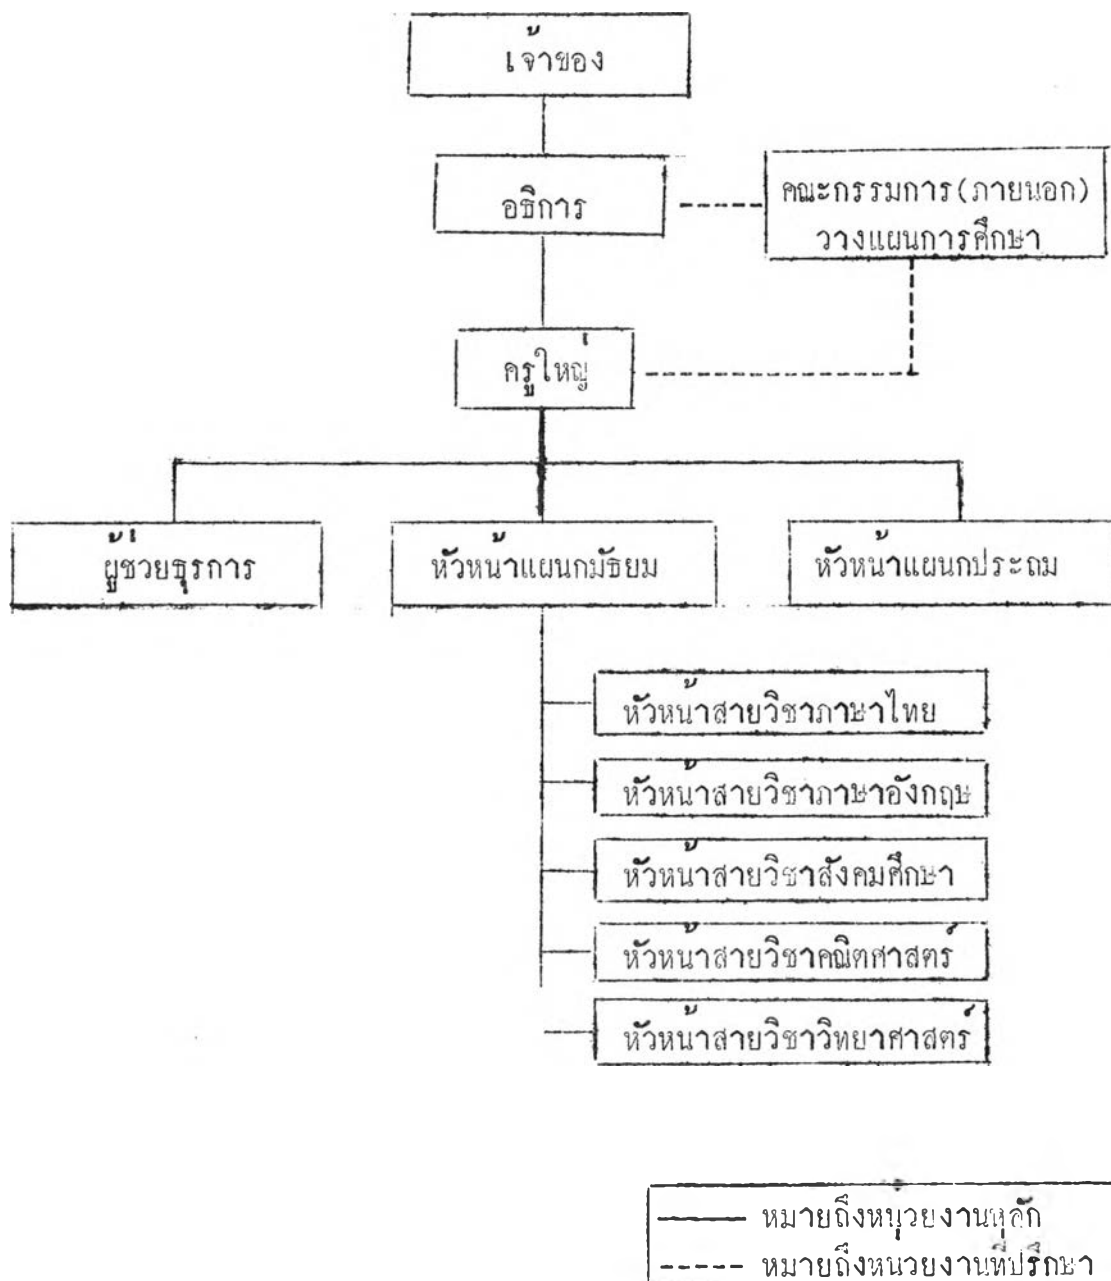 เจ้าของ
อธิการ
คณะกรรมการ(ภายนอก)
วางแผนการศึกษา
ครูใหญ่
ผู้ช่วยธุรการ
หัวหน้าแผนกมัธยม
หัวหน้าแผนกประถม
หัวหน้าสายวิชาภาษาไทย
หัวหน้าสายวิชาภาษาอังกฤษ
หัวหน้าสายวิชาสังคมศึกษา
หัวหน้าสายวิชาคณิตศาสตร์
หัวหน้าสายวิชาวิทยาศาสตร์
หมายถึงหน่วยงานหลัก
หมายถึงหน่วยงานที่ปรึกษา